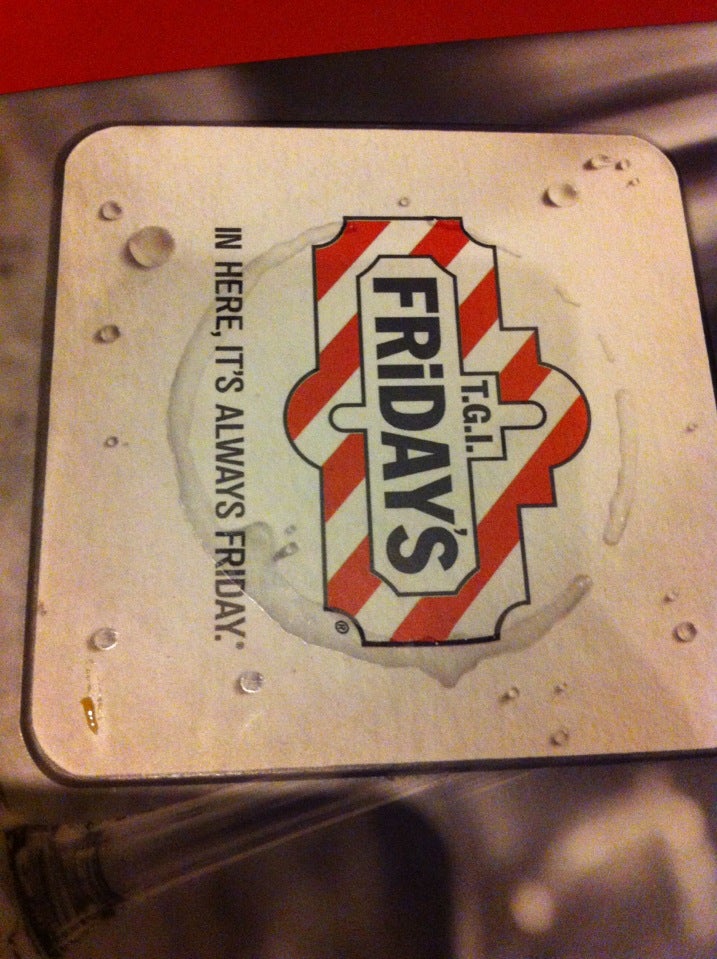 T.G.I.
FRiDAY'S
®
IN HERE, IT'S ALWAYS FRIDAY.®